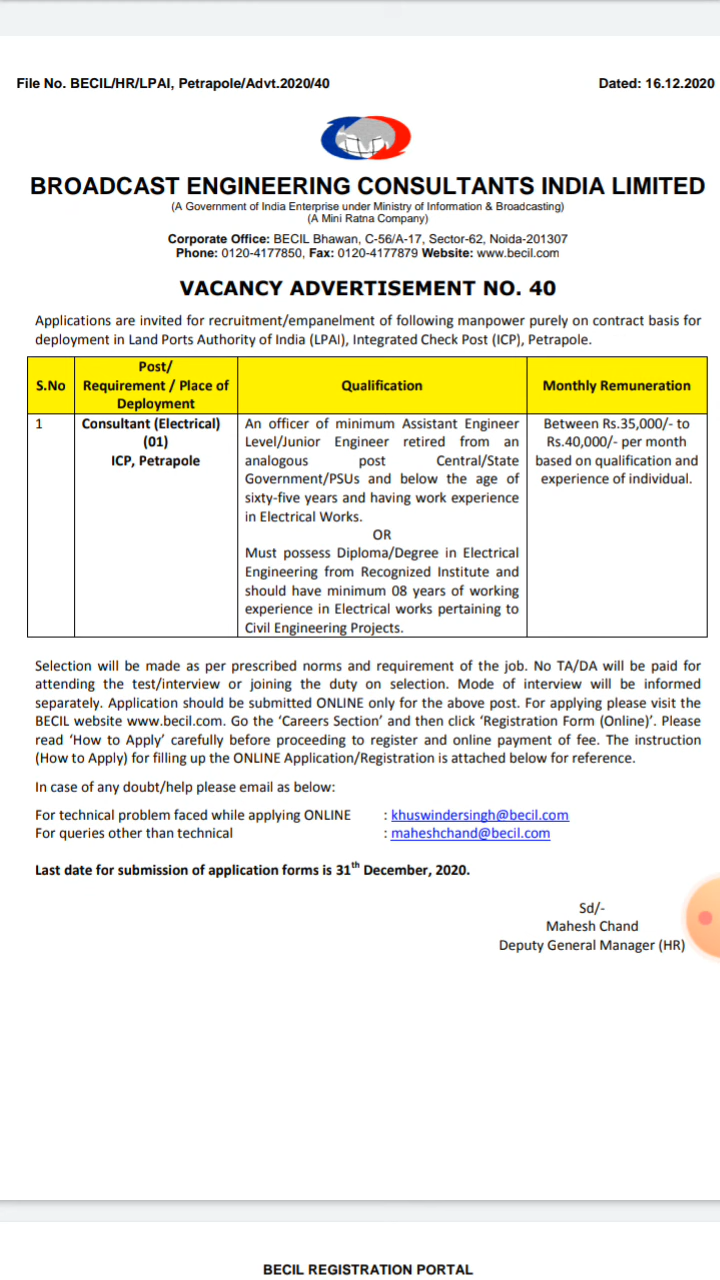 File No. BECIL/HR/LPAI, Petrapole/Advt.2020/40 Dated: 16.12.2020
BROADCAST ENGINEERING CONSULTANTS INDIA LIMITED
(A Government of India Enterprise under Ministry of Information & Broadcasting)
(A Mini Ratna Company)
Corporate Office: BECIL Bhawan, C-56/A-17, Sector-62, Noida-201307
Phone: 0120-4177850, Fax: 0120-4177879 Website: www.becil.com
VACANCY ADVERTISEMENT NO. 40
Applications are invited for recruitment/empanelment of following manpower purely on contract basis for
deployment in Land Ports Authority of India (LPAI), Integrated Check Post (ICP), Petrapole.
S.No
Post/
Requirement / Place of
Deployment
Qualification
Monthly Remuneration
1
Consultant (Electrical)
(01)
ICP, Petrapole
An officer of minimum Assistant Engineer
Level/Junior Engineer retired from an
analogous post Central/State
Government/PSUs and below the age of
sixty-five years and having work experience
in Electrical Works.
OR
Must possess Diploma/Degree in Electrical
Engineering from Recognized Institute and
should have minimum 08 years of working
experience in Electrical works pertaining to
Civil Engineering Projects.
Between Rs.35,000/- to
Rs.40,000/- per month
based on qualification and
experience of individual.
Selection will be made as per prescribed norms and requirement of the job. No TA/DA will be paid for
attending the test/interview or joining the duty on selection. Mode of interview will be informed
separately. Application should be submitted ONLINE only for the above post. For applying please visit the
BECIL website www.becil.com. Go the ‘Careers Section’ and then click ‘Registration Form (Online)’. Please
read ‘How to Apply’ carefully before proceeding to register and online payment of fee. The instruction
(How to Apply) for filling up the ONLINE Application/Registration is attached below for reference.
In case of any doubt/help please email as below:
For technical problem faced while applying ONLINE : khuswindersingh@becil.com
For queries other than technical : maheshchand@becil.com
Last date for submission of application forms is 31th December, 2020.
Sd/-
Mahesh Chand
Deputy General Manager (HR)
BECIL REGISTRATION PORTAL